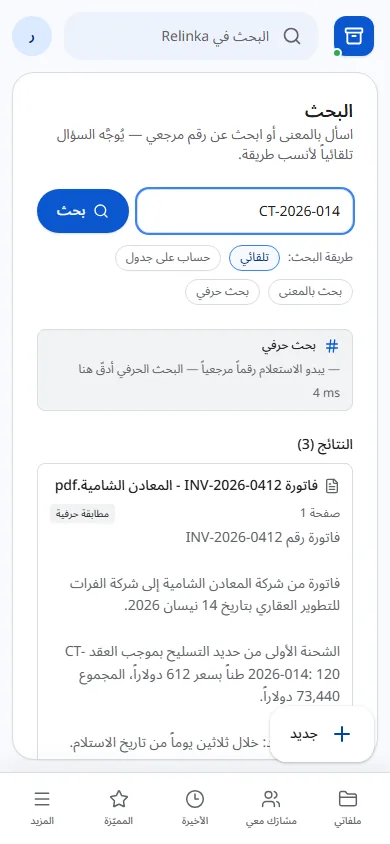 البحث في Relinka
ر
البحث
اسأل بالمعنى أو ابحث عن رقم مرجعي — يُوجَّه السؤال
تلقائياً لأنسب طريقة.
CT-2026-014
بحث
طريقة البحث:
تلقائي
حساب على جدول
بحث بالمعنى
بحث حرفي
بحث حرفي
— يبدو الاستعلام رقماً مرجعياً — البحث الحرفي أدقّ هنا
4 ms
النتائج (3)
فاتورة INV-2026-0412 - المعادن الشامية.pdf
صفحة 1
مطابقة حرفية
فاتورة رقم INV-2026-0412
فاتورة من شركة المعادن الشامية إلى شركة الفرات
للتطوير العقاري بتاريخ 14 نيسان 2026.
الشحنة الأولى من حديد التسليح بموجب العقد CT-
2026-014: 120 طناً بسعر 612 دولاراً، المجموع
73,440 دولاراً.
: خلال ثلاثين يوماً من تاريخ الاستلام.
جديد
ملفاتي
مشارَك معي
الأخيرة
المميّزة
المزيد